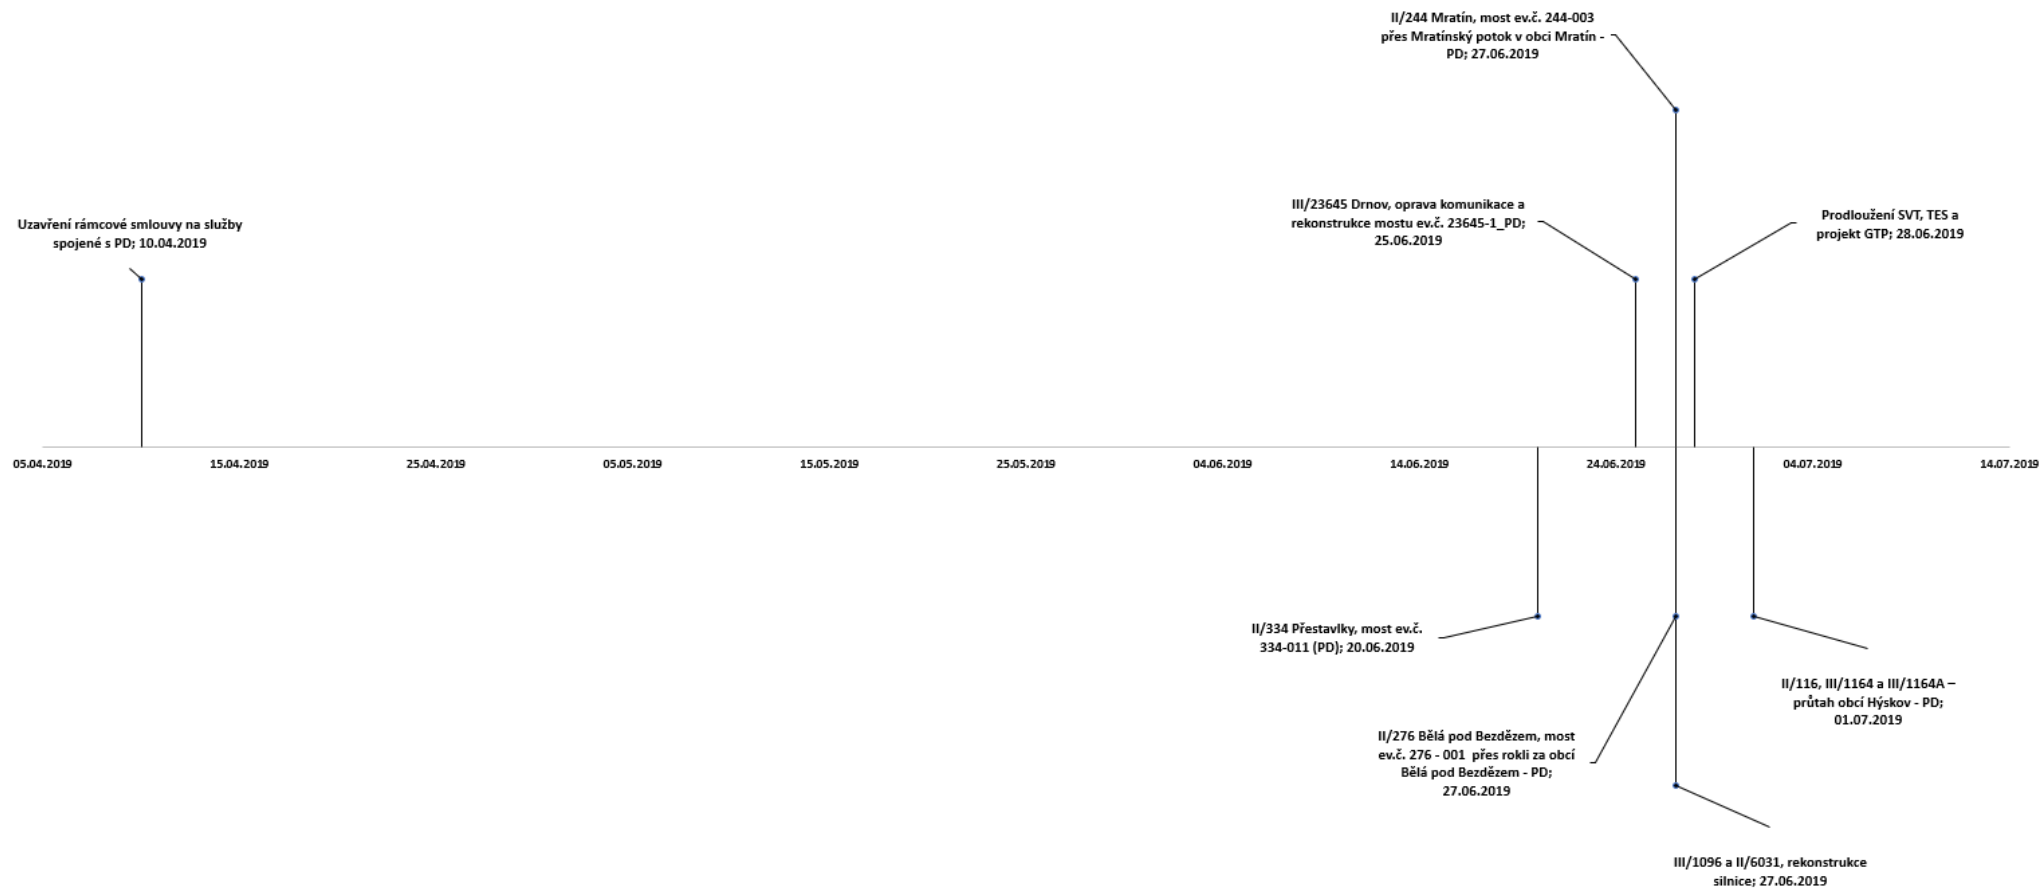 II/244 Mratín, most ev.č. 244-003
přes Mratínský potok v obci Mratín -
PD; 27.06.2019
III/23645 Drnov, oprava komunikace a
rekonstrukce mostu ev.č. 23645-1_PD;
25.06.2019
Prodloužení SVT, TES a
projekt GTP; 28.06.2019
Uzavření rámcové smlouvy na služby
spojené s PD; 10.04.2019
05.04.2019
15.04.2019
25.04.2019
05.05.2019
15.05.2019
25.05.2019
04.06.2019
14.06.2019
24.06.2019
04.07.2019
14.07.2019
II/334 Přestavlky, most ev.č.
334-011 (PD); 20.06.2019
II/116, III/1164 a III/1164A –
průtah obcí Hýskov - PD;
01.07.2019
II/276 Bělá pod Bezdězem, most
ev.č. 276 - 001  přes rokli za obcí
Bělá pod Bezdězem - PD;
27.06.2019
III/1096 a II/6031, rekonstrukce
silnice; 27.06.2019